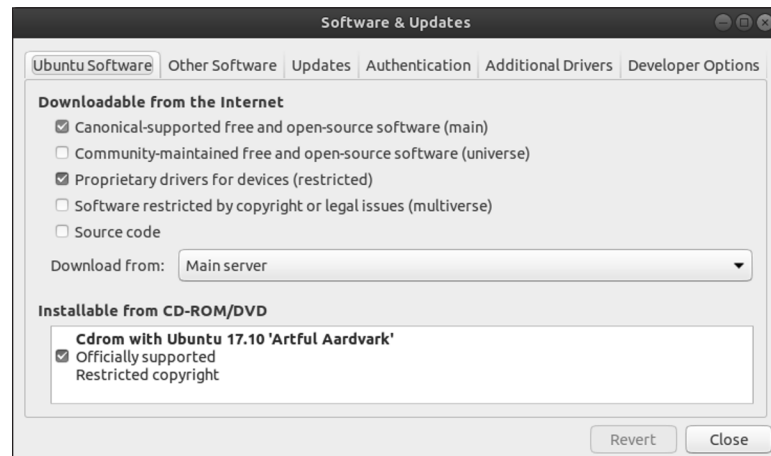 Software & Updates
Ubuntu Software Other Software Updates Authentication Additional Drivers Developer Options
Downloadable from the Internet
Canonical-supported free and open-source software (main)
Community-maintained free and open-source software (universe)
Proprietary drivers for devices (restricted)
Software restricted by copyright or legal issues (multiverse)
Source code
Download from: Main server
Installable from CD-ROM/DVD
Cdrom with Ubuntu 17.10 'Artful Aardvark'
Officially supported
Restricted copyright
Revert Close